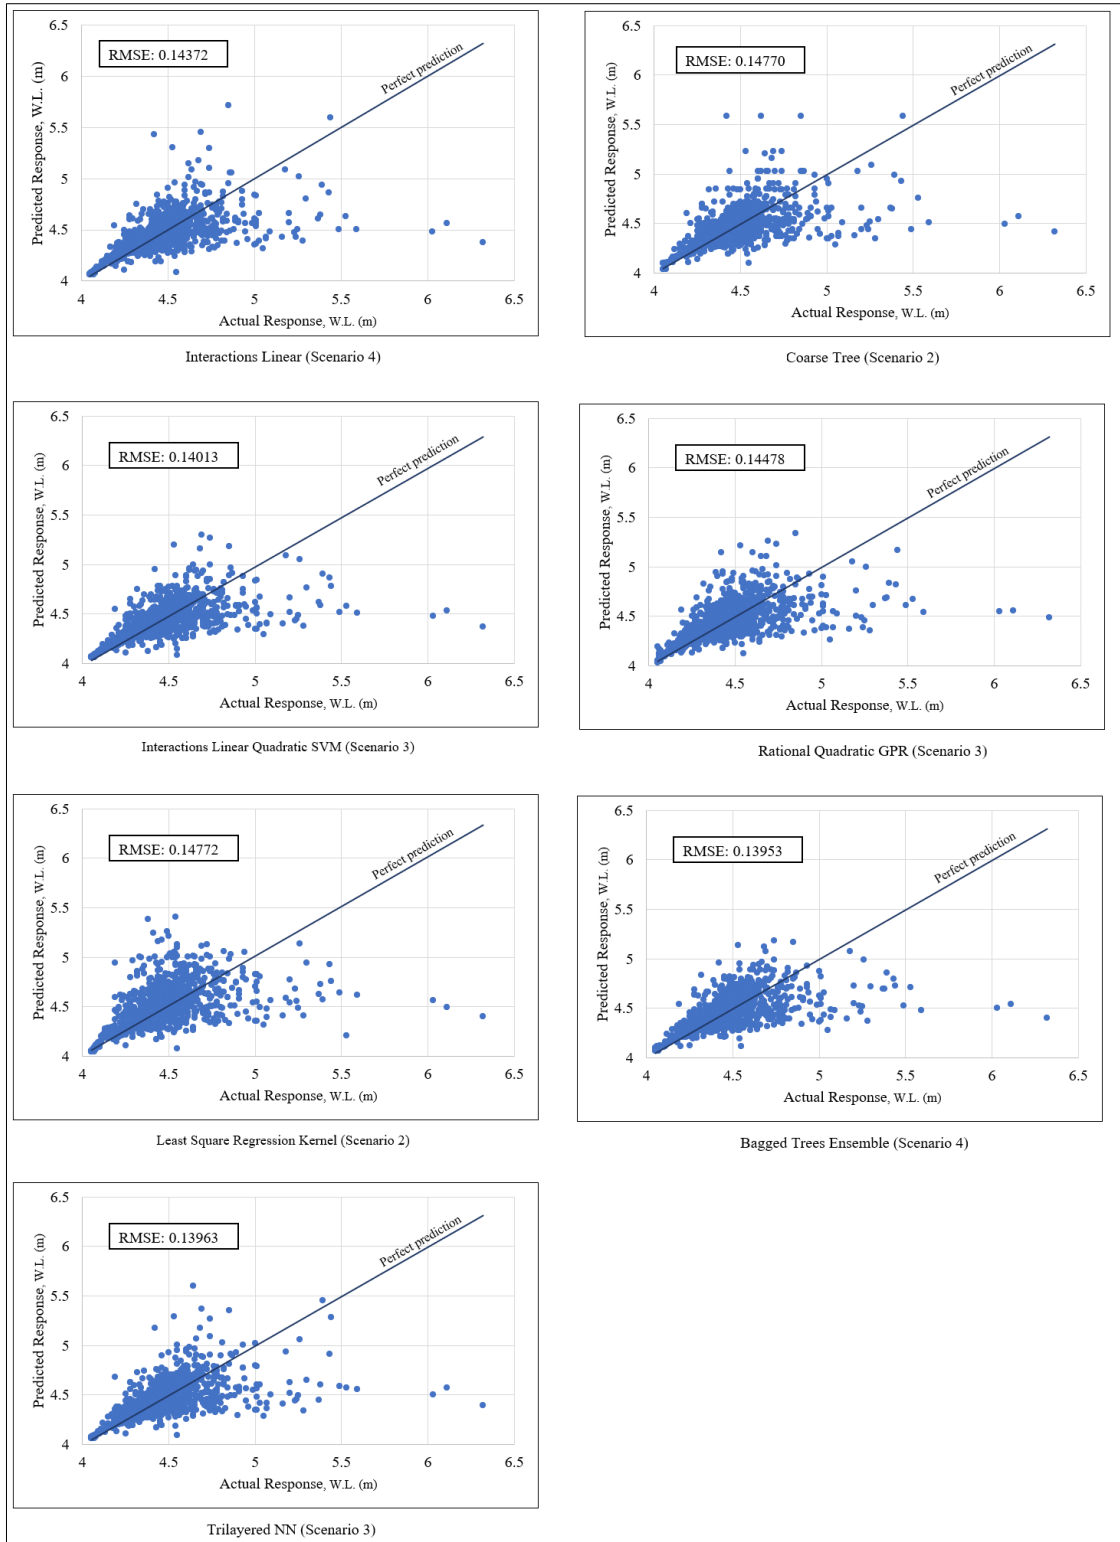 6.5
6
5.5
5
4.5
4
4
4.5
5
5.5
6
6.5
RMSE: 0.14372
Perfect prediction
Predicted Response, W.L. (m)
Actual Response, W.L. (m)
Interactions Linear (Scenario 4)
6.5
6
5.5
5
4.5
4
4
4.5
5
5.5
6
6.5
RMSE: 0.14770
Perfect prediction
Predicted Response, W.L. (m)
Actual Response, W.L. (m)
Coarse Tree (Scenario 2)
6.5
6
5.5
5
4.5
4
4
4.5
5
5.5
6
6.5
RMSE: 0.14013
Perfect prediction
Predicted Response, W.L. (m)
Actual Response, W.L. (m)
Interactions Linear Quadratic SVM (Scenario 3)
6.5
6
5.5
5
4.5
4
4
4.5
5
5.5
6
6.5
RMSE: 0.14478
Perfect prediction
Predicted Response, W.L. (m)
Actual Response, W.L. (m)
Rational Quadratic GPR (Scenario 3)
6.5
6
5.5
5
4.5
4
4
4.5
5
5.5
6
6.5
RMSE: 0.14772
Perfect prediction
Predicted Response, W.L. (m)
Actual Response, W.L. (m)
Least Square Regression Kernel (Scenario 2)
6.5
6
5.5
5
4.5
4
4
4.5
5
5.5
6
6.5
RMSE: 0.13953
Perfect prediction
Predicted Response, W.L. (m)
Actual Response, W.L. (m)
Bagged Trees Ensemble (Scenario 4)
6.5
6
5.5
5
4.5
4
4
4.5
5
5.5
6
6.5
RMSE: 0.13963
Perfect prediction
Predicted Response, W.L. (m)
Actual Response, W.L. (m)
Trilayered NN (Scenario 3)